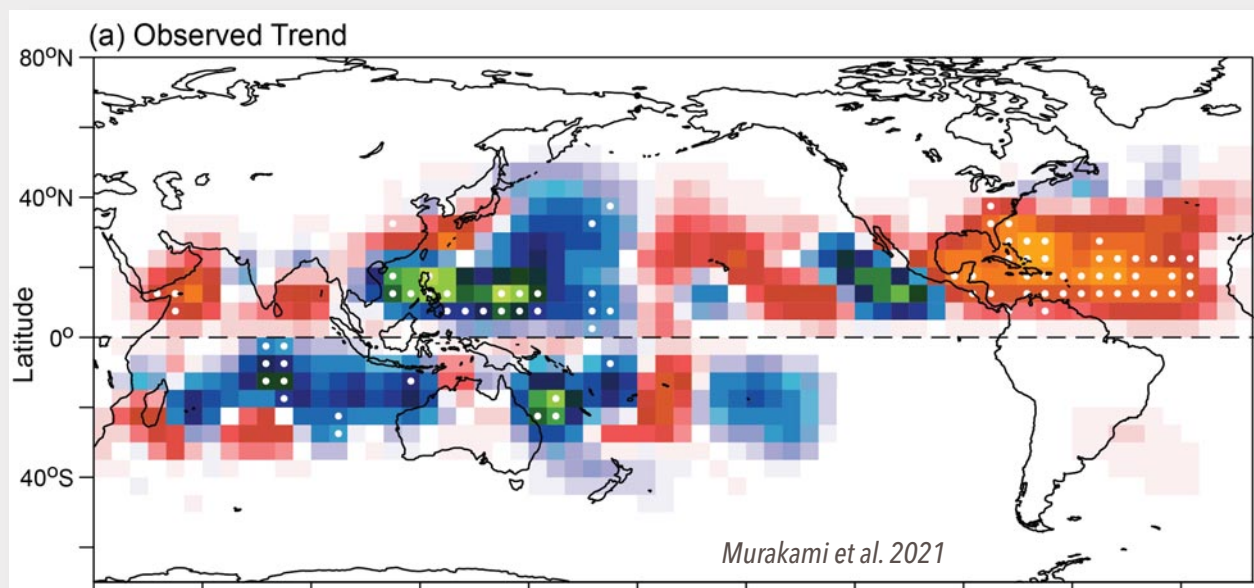 (a) Observed Trend
80°N
40°N
0°
40°S
Latitude
Murakami et al. 2021